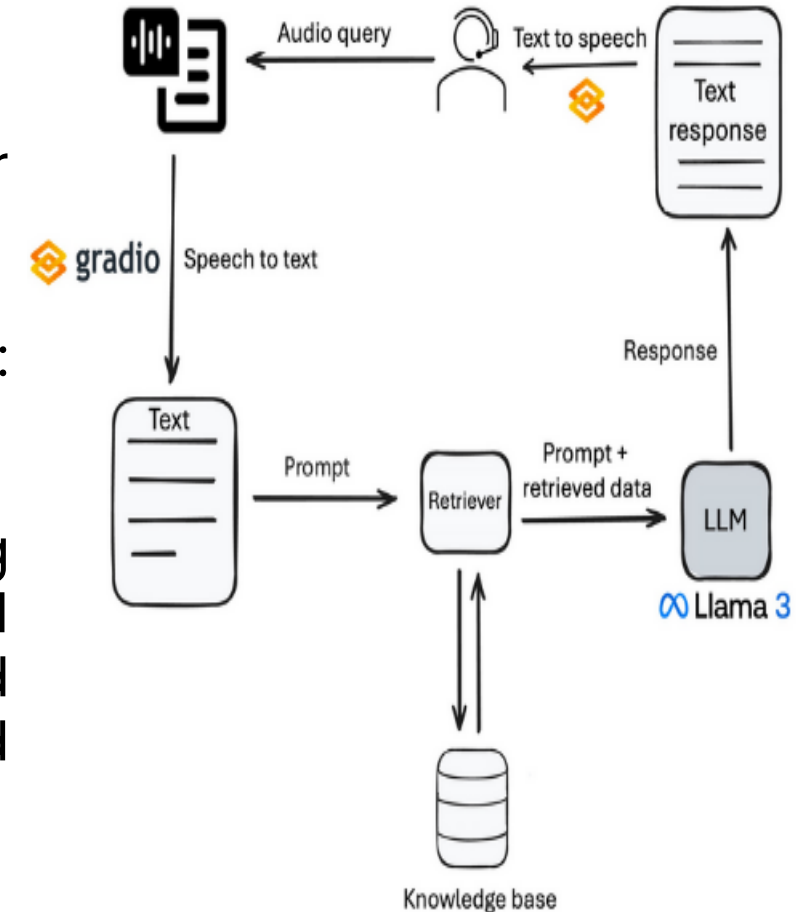 Audio query
Text to speech
Text
response
gradio
Speech to text
Response
Text
Prompt
Retriever
Prompt +
retrieved data
LLM
Llama 3
Knowledge base